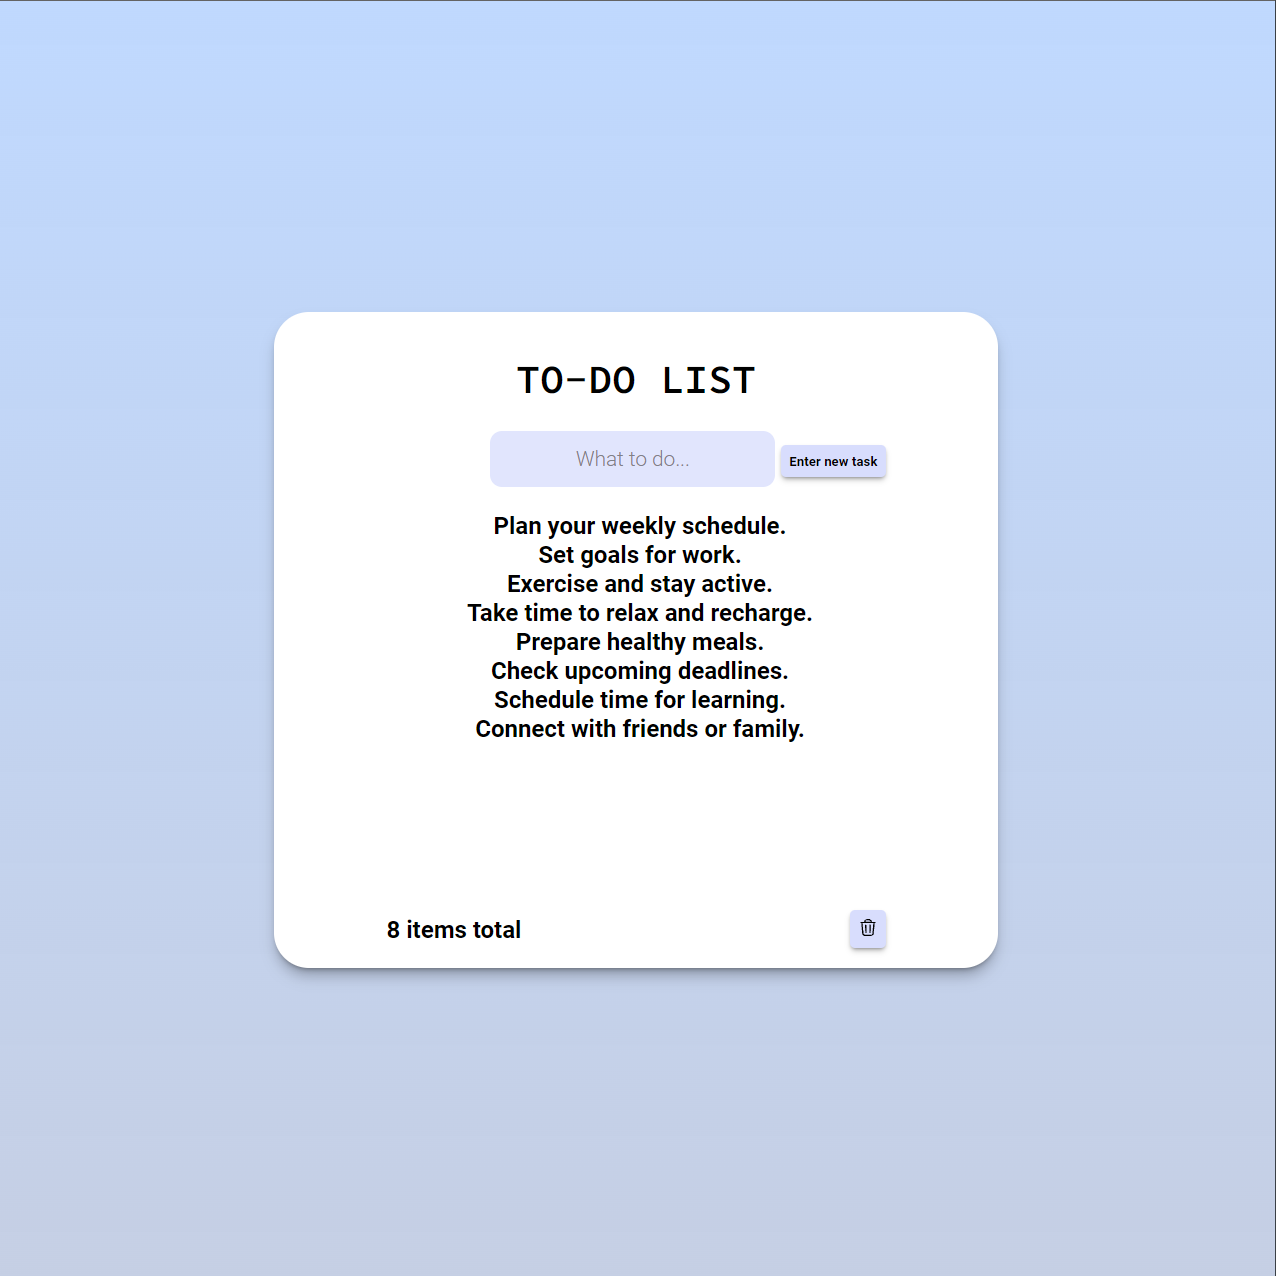 TO-DO LIST
What to do...
Enter new task
Plan your weekly schedule.
Set goals for work.
Exercise and stay active.
Take time to relax and recharge.
Prepare healthy meals.
Check upcoming deadlines.
Schedule time for learning.
Connect with friends or family.
8 items total